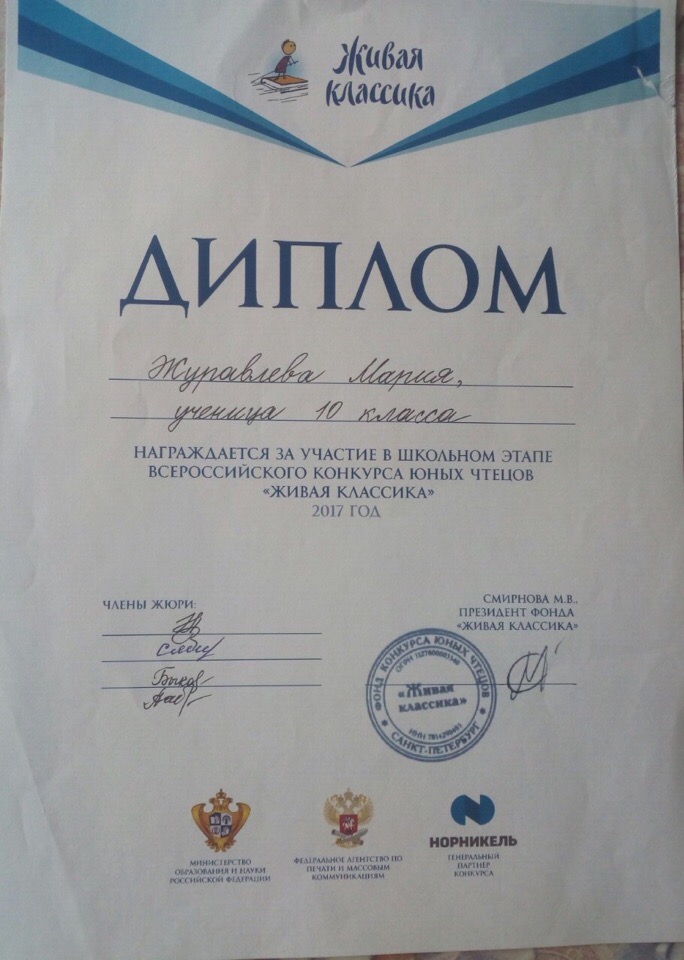 Живая
классика
ДИПЛОМ
Журавлева Мария,
ученица 10 класса
НАГРАЖДАЕТСЯ ЗА УЧАСТИЕ В ШКОЛЬНОМ ЭТАПЕ
ВСЕРОССИЙСКОГО КОНКУРСА ЮНЫХ ЧТЕЦОВ
«ЖИВАЯ КЛАССИКА»
2017 ГОД
ЧЛЕНЫ ЖЮРИ:
СМИРНОВА М.В.,
ПРЕЗИДЕНТ ФОНДА
«ЖИВАЯ КЛАССИКА»
ФОНД КОНКУРСА ЮНЫХ ЧТЕЦОВ
ОГРН
«Живая
классика»
ИНН
* САНКТ-ПЕТЕРБУРГ *
МИНИСТЕРСТВО
ОБРАЗОВАНИЯ И НАУКИ
РОССИЙСКОЙ ФЕДЕРАЦИИ
ФЕДЕРАЛЬНОЕ АГЕНТСТВО ПО
ПЕЧАТИ И МАССОВЫМ
КОММУНИКАЦИЯМ
НОРНИКЕЛЬ
ГЕНЕРАЛЬНЫЙ
ПАРТНЕР
КОНКУРСА